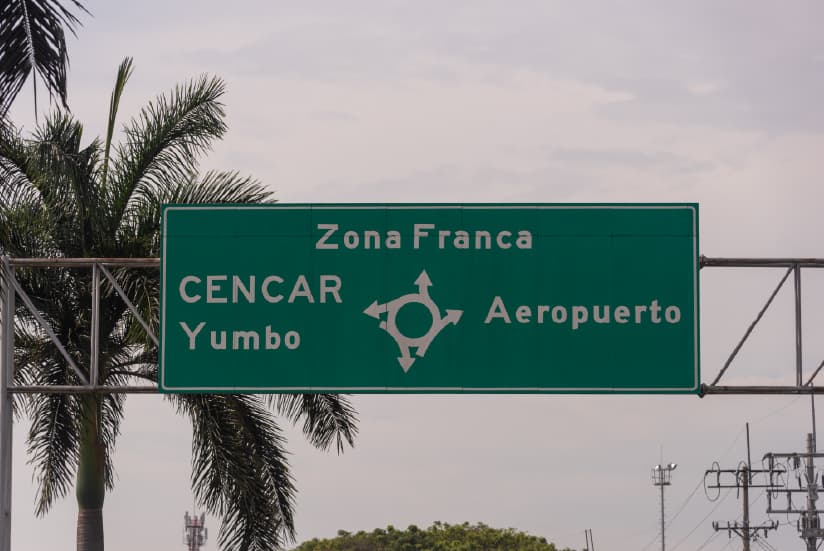 Zona Franca
CENCAR
Yumbo
Aeropuerto